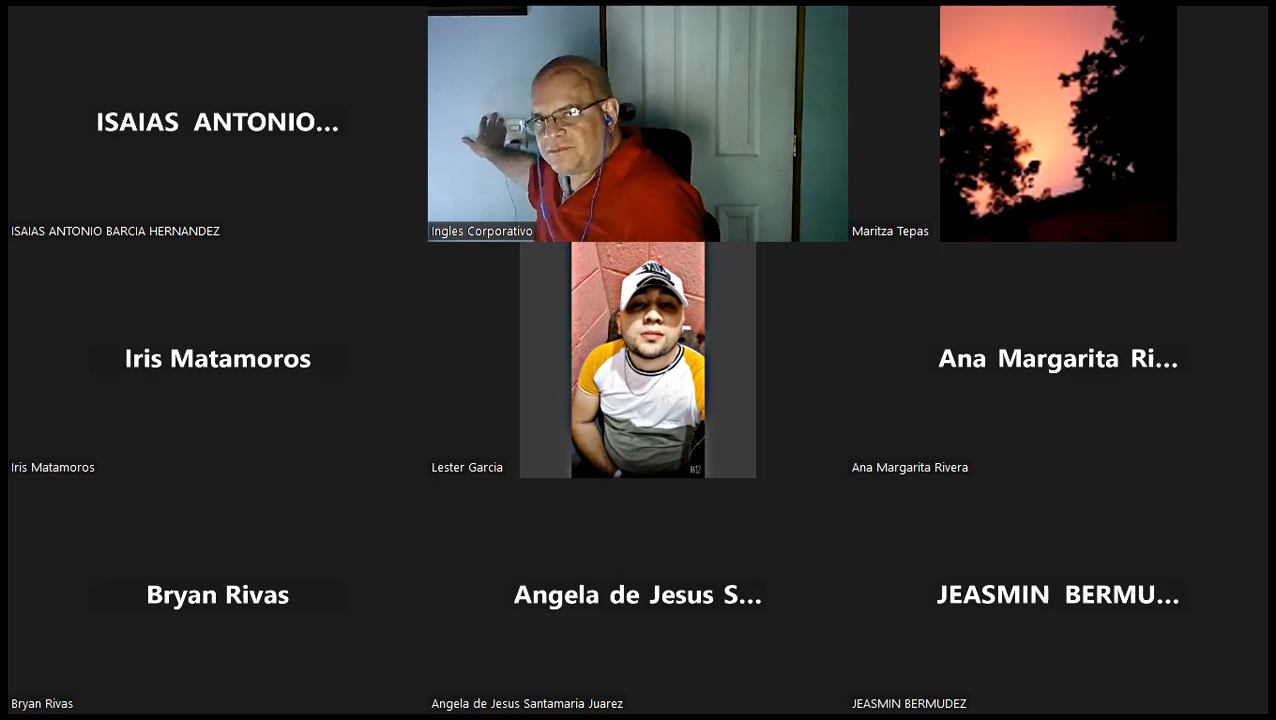 ISAIAS ANTONIO...
ISAIAS ANTONIO BARCIA HERNANDEZ
Ingles Corporativo
Maritza Tepas
Iris Matamoros
Iris Matamoros
Lester Garcia
Ana Margarita Ri...
Ana Margarita Rivera
Bryan Rivas
Bryan Rivas
Angela de Jesus S...
Angela de Jesus Santamaria Juarez
JEASMIN BERMU...
JEASMIN BERMUDEZ